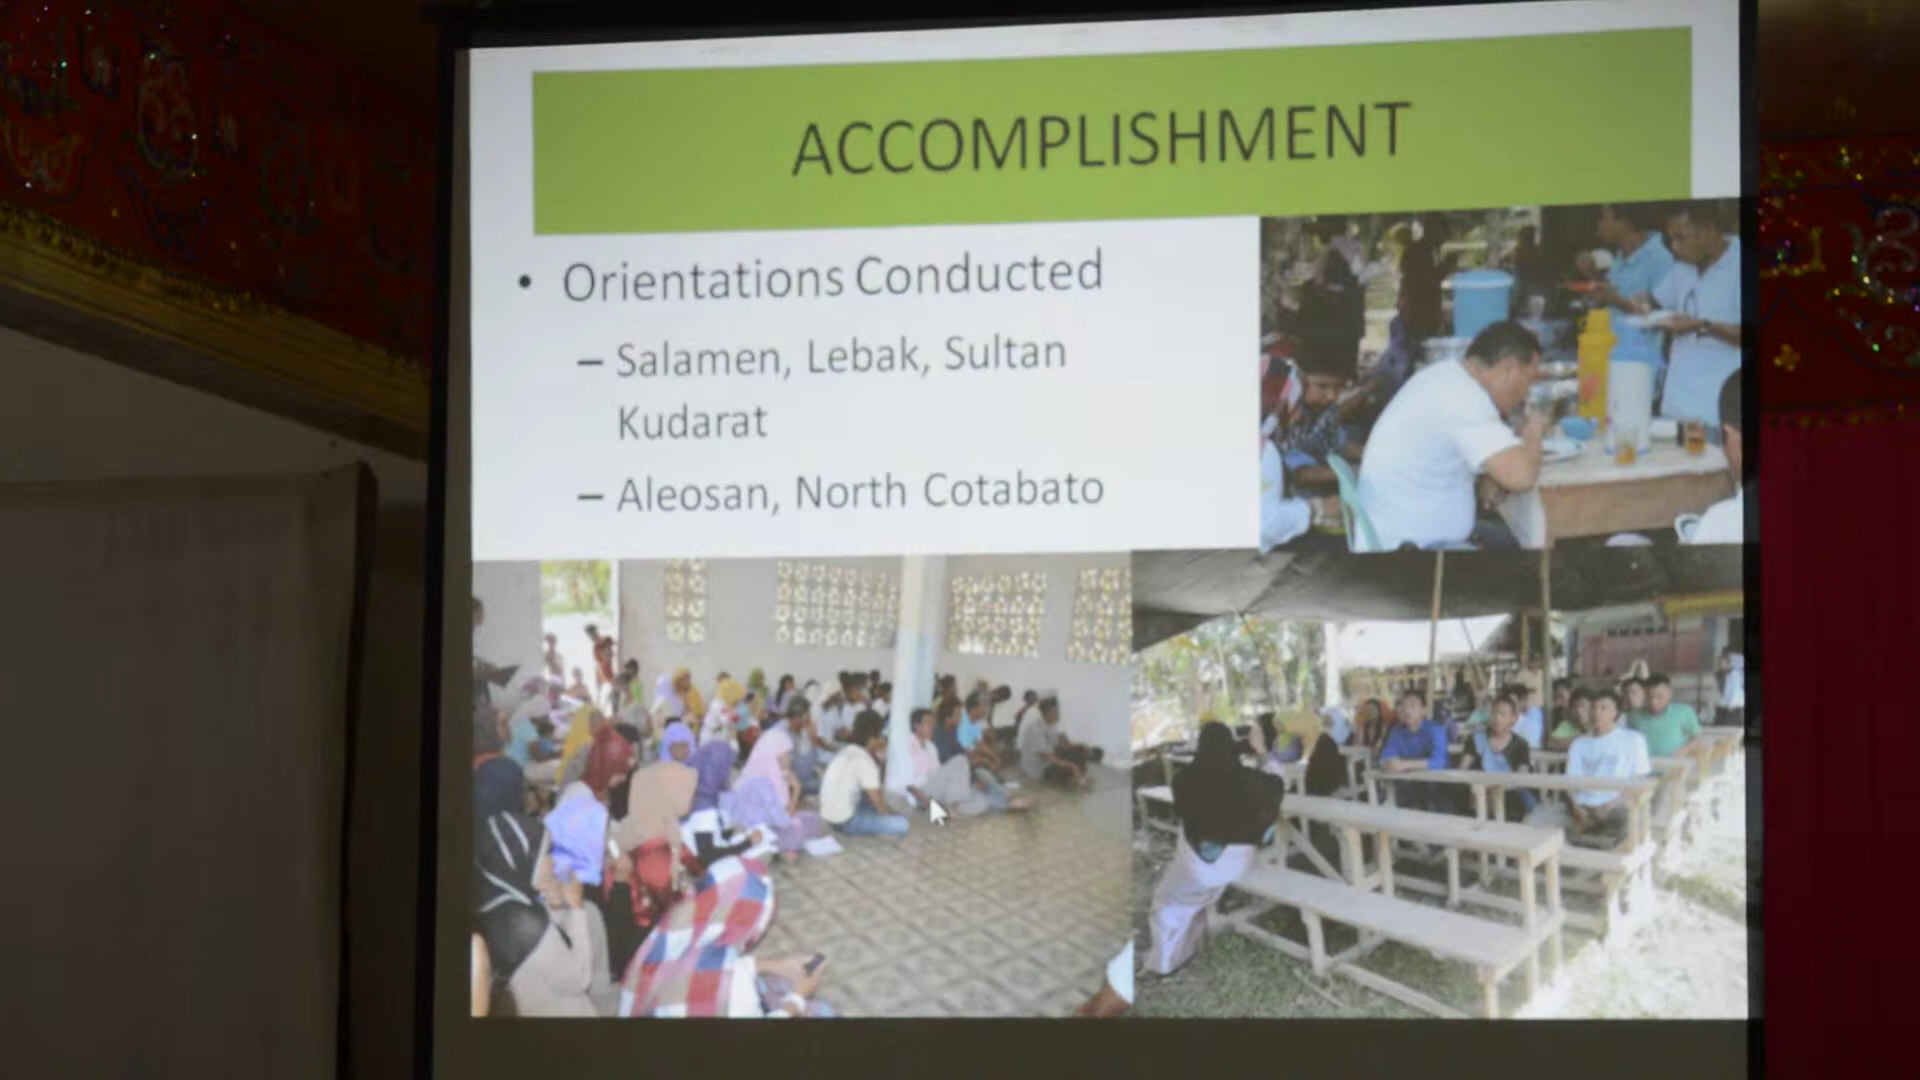 ACCOMPLISHMENT
• Orientations Conducted
– Salamen, Lebak, Sultan
Kudarat
– Aleosan, North Cotabato